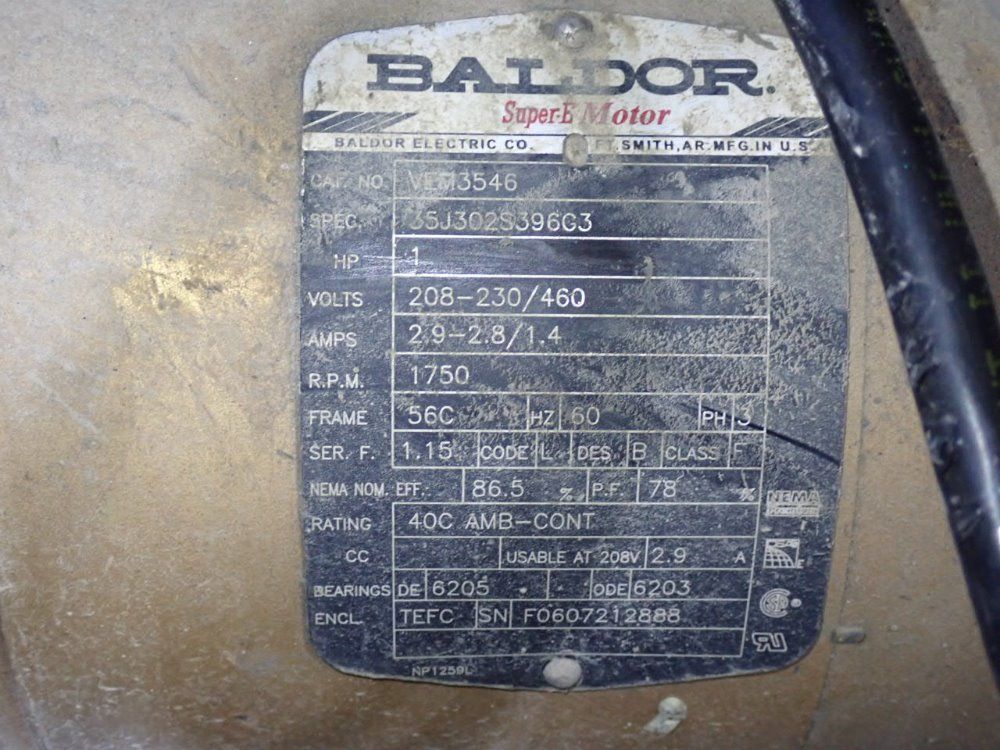 BALDOR.
Super-E Motor
BALDOR ELECTRIC CO. FT. SMITH, AR. MFG. IN U.S.
CAT. NO. VEM3546
SPEC. 35J302S396G3
HP 1
VOLTS 208-230/460
AMPS 2.9-2.8/1.4
R.P.M. 1750
FRAME 56C HZ 60 PH 3
SER. F. 1.15 CODE L DES B CLASS F
NEMA NOM. EFF. 86.5 % P.F. 78 %
NEMA
RATING 40C AMB-CONT
CC USABLE AT 208V 2.9 A
BEARINGS DE 6205 ODE 6203
ENCL. TEFC SN F0607212888
NP1259L